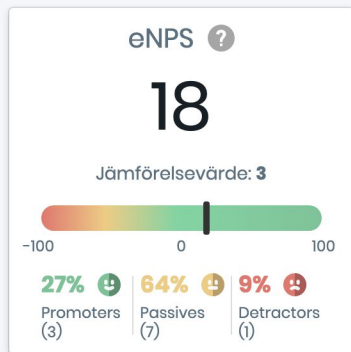 eNPS ?
18
Jämförelsevärde: 3
-100 0 100
27% 64% 9%
Promoters Passives Detractors
(3) (7) (1)